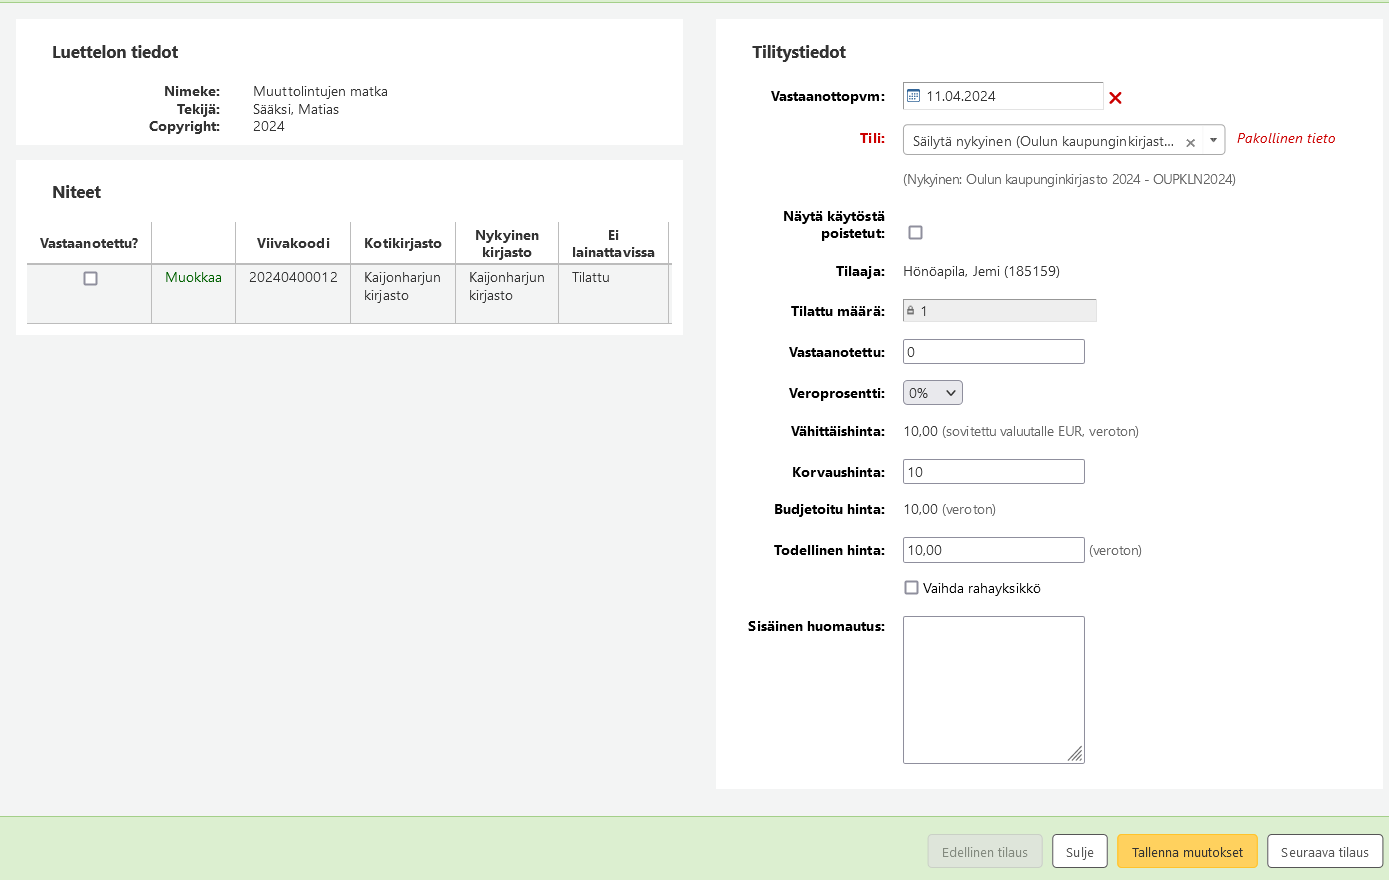 Luettelon tiedot
Nimeke: Muuttolintujen matka
Tekijä: Sääksi, Matias
Copyright: 2024
Niteet
Vastaanotettu? Viivakoodi Kotikirjasto Nykyinen kirjasto Ei lainattavissa
Muokkaa 20240400012 Kaijonharjun kirjasto Kaijonharjun kirjasto Tilattu
Tilitystiedot
Vastaanottopvm: 11.04.2024
Tili: Säilytä nykyinen (Oulun kaupunginkirjast... × Pakollinen tieto
(Nykyinen: Oulun kaupunginkirjasto 2024 - OUPKLN2024)
Näytä käytöstä
poistetut:
Tilaaja: Hönöapila, Jemi (185159)
Tilattu määrä: 1
Vastaanotettu: 0
Veroprosentti: 0%
Vähittäishinta: 10,00 (sovitettu valuutalle EUR, veroton)
Korvaushinta: 10
Budjetoitu hinta: 10,00 (veroton)
Todellinen hinta: 10,00 (veroton)
Vaihda rahayksikkö
Sisäinen huomautus:
Edellinen tilaus Sulje Tallenna muutokset Seuraava tilaus